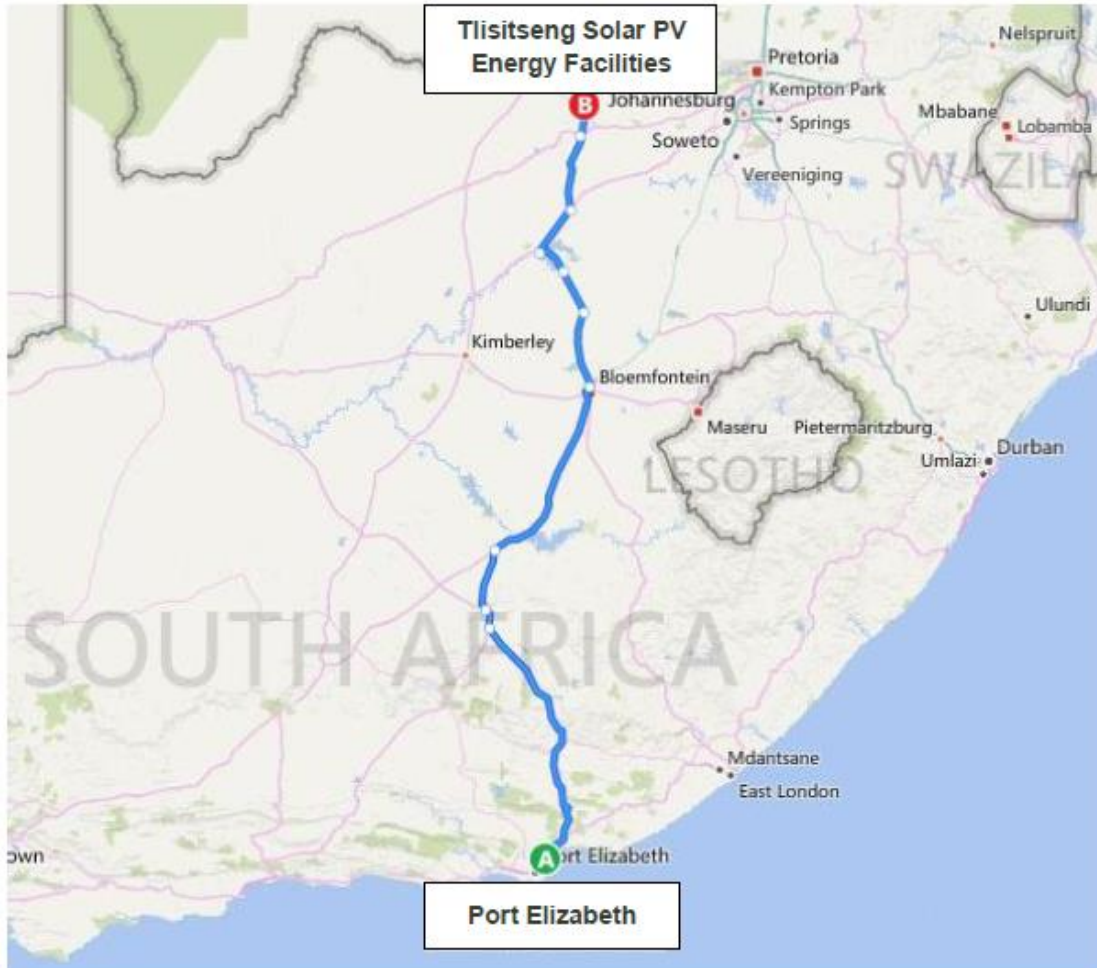 Tlisitseng Solar PV
Energy Facilities
Nelspruit
Pretoria
B
Johannesburg
Kempton Park
Mbabane
Lobamba
Springs
Soweto
SWAZILA
Vereeniging
Ulundi
Kimberley
Bloemfontein
Maseru
Pietermaritzburg
Durban
Umlazi
LESOTHO
SOUTH AFRICA
Mdantsane
East London
own
A
ort Elizabeth
Port Elizabeth